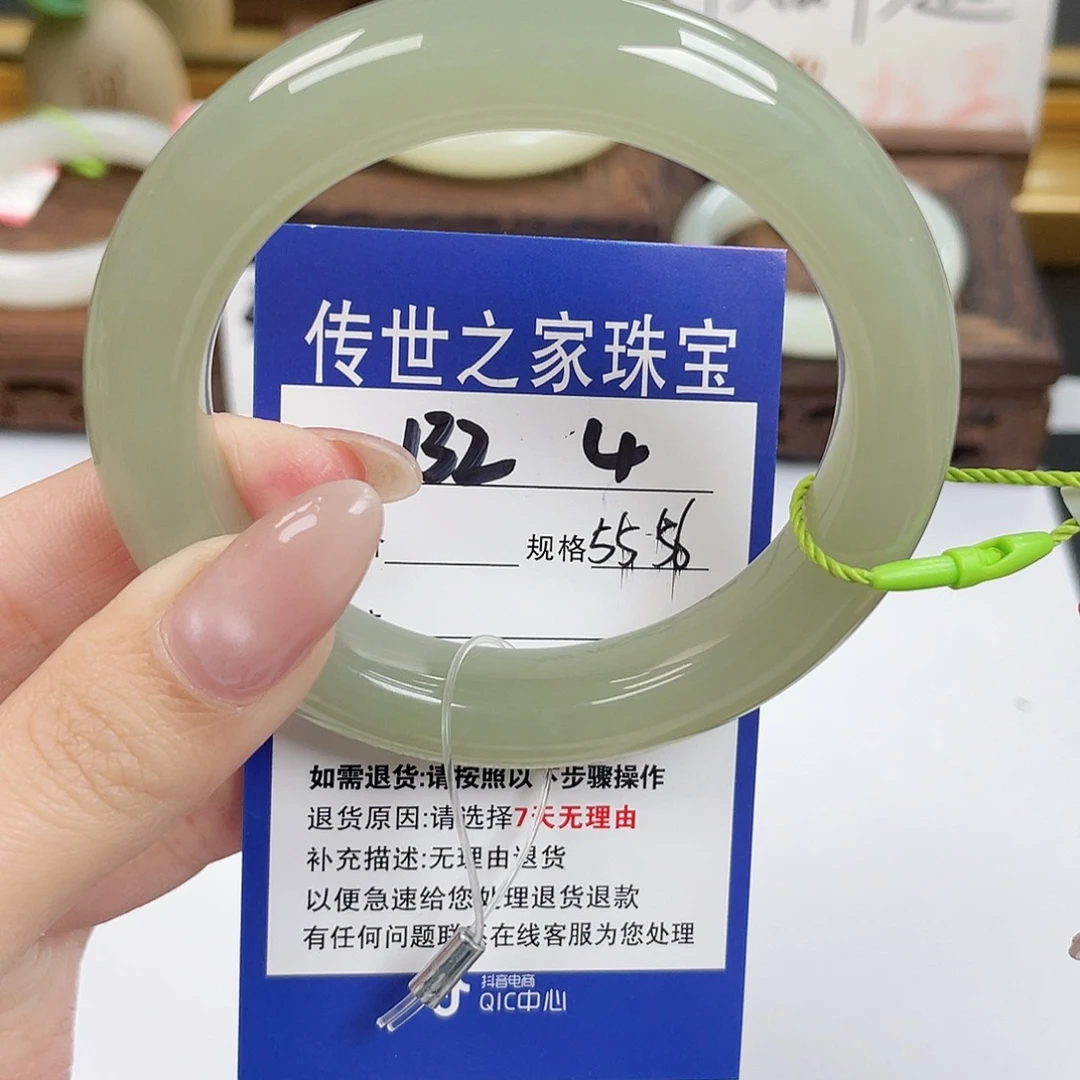 传世之家珠宝
132 4
规格55 56
如需退货:请按照以下步骤操作
退货原因:请选择7天无理由
补充描述:无理由退货
以便急速给您处理退货退款
有任何问题联系在线客服为您处理
抖音电商
QIC中心